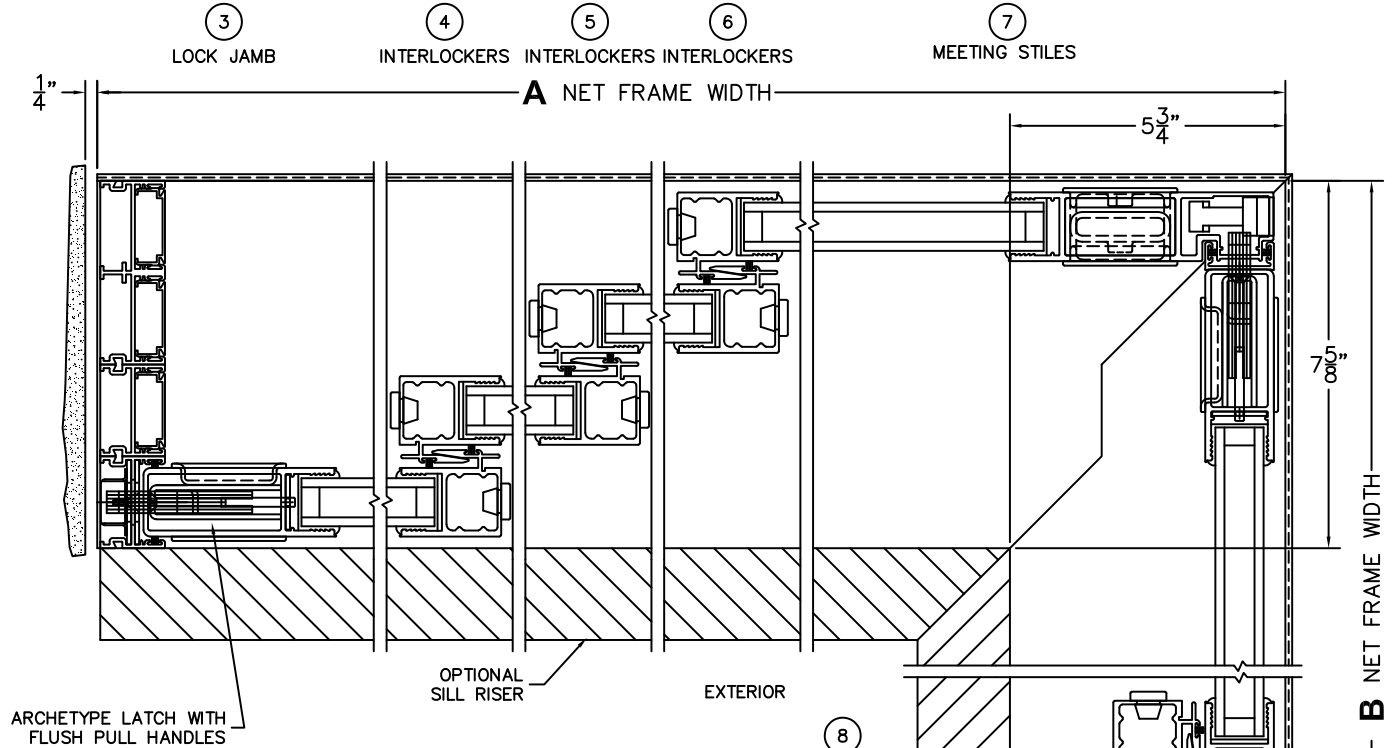 3
LOCK JAMB
4
INTERLOCKERS
5
INTERLOCKERS
6
INTERLOCKERS
7
MEETING STILES
1/4"
A NET FRAME WIDTH
5 3/4"
7 5/8"
B NET FRAME WIDTH
OPTIONAL
SILL RISER
EXTERIOR
ARCHETYPE LATCH WITH
FLUSH PULL HANDLES
8